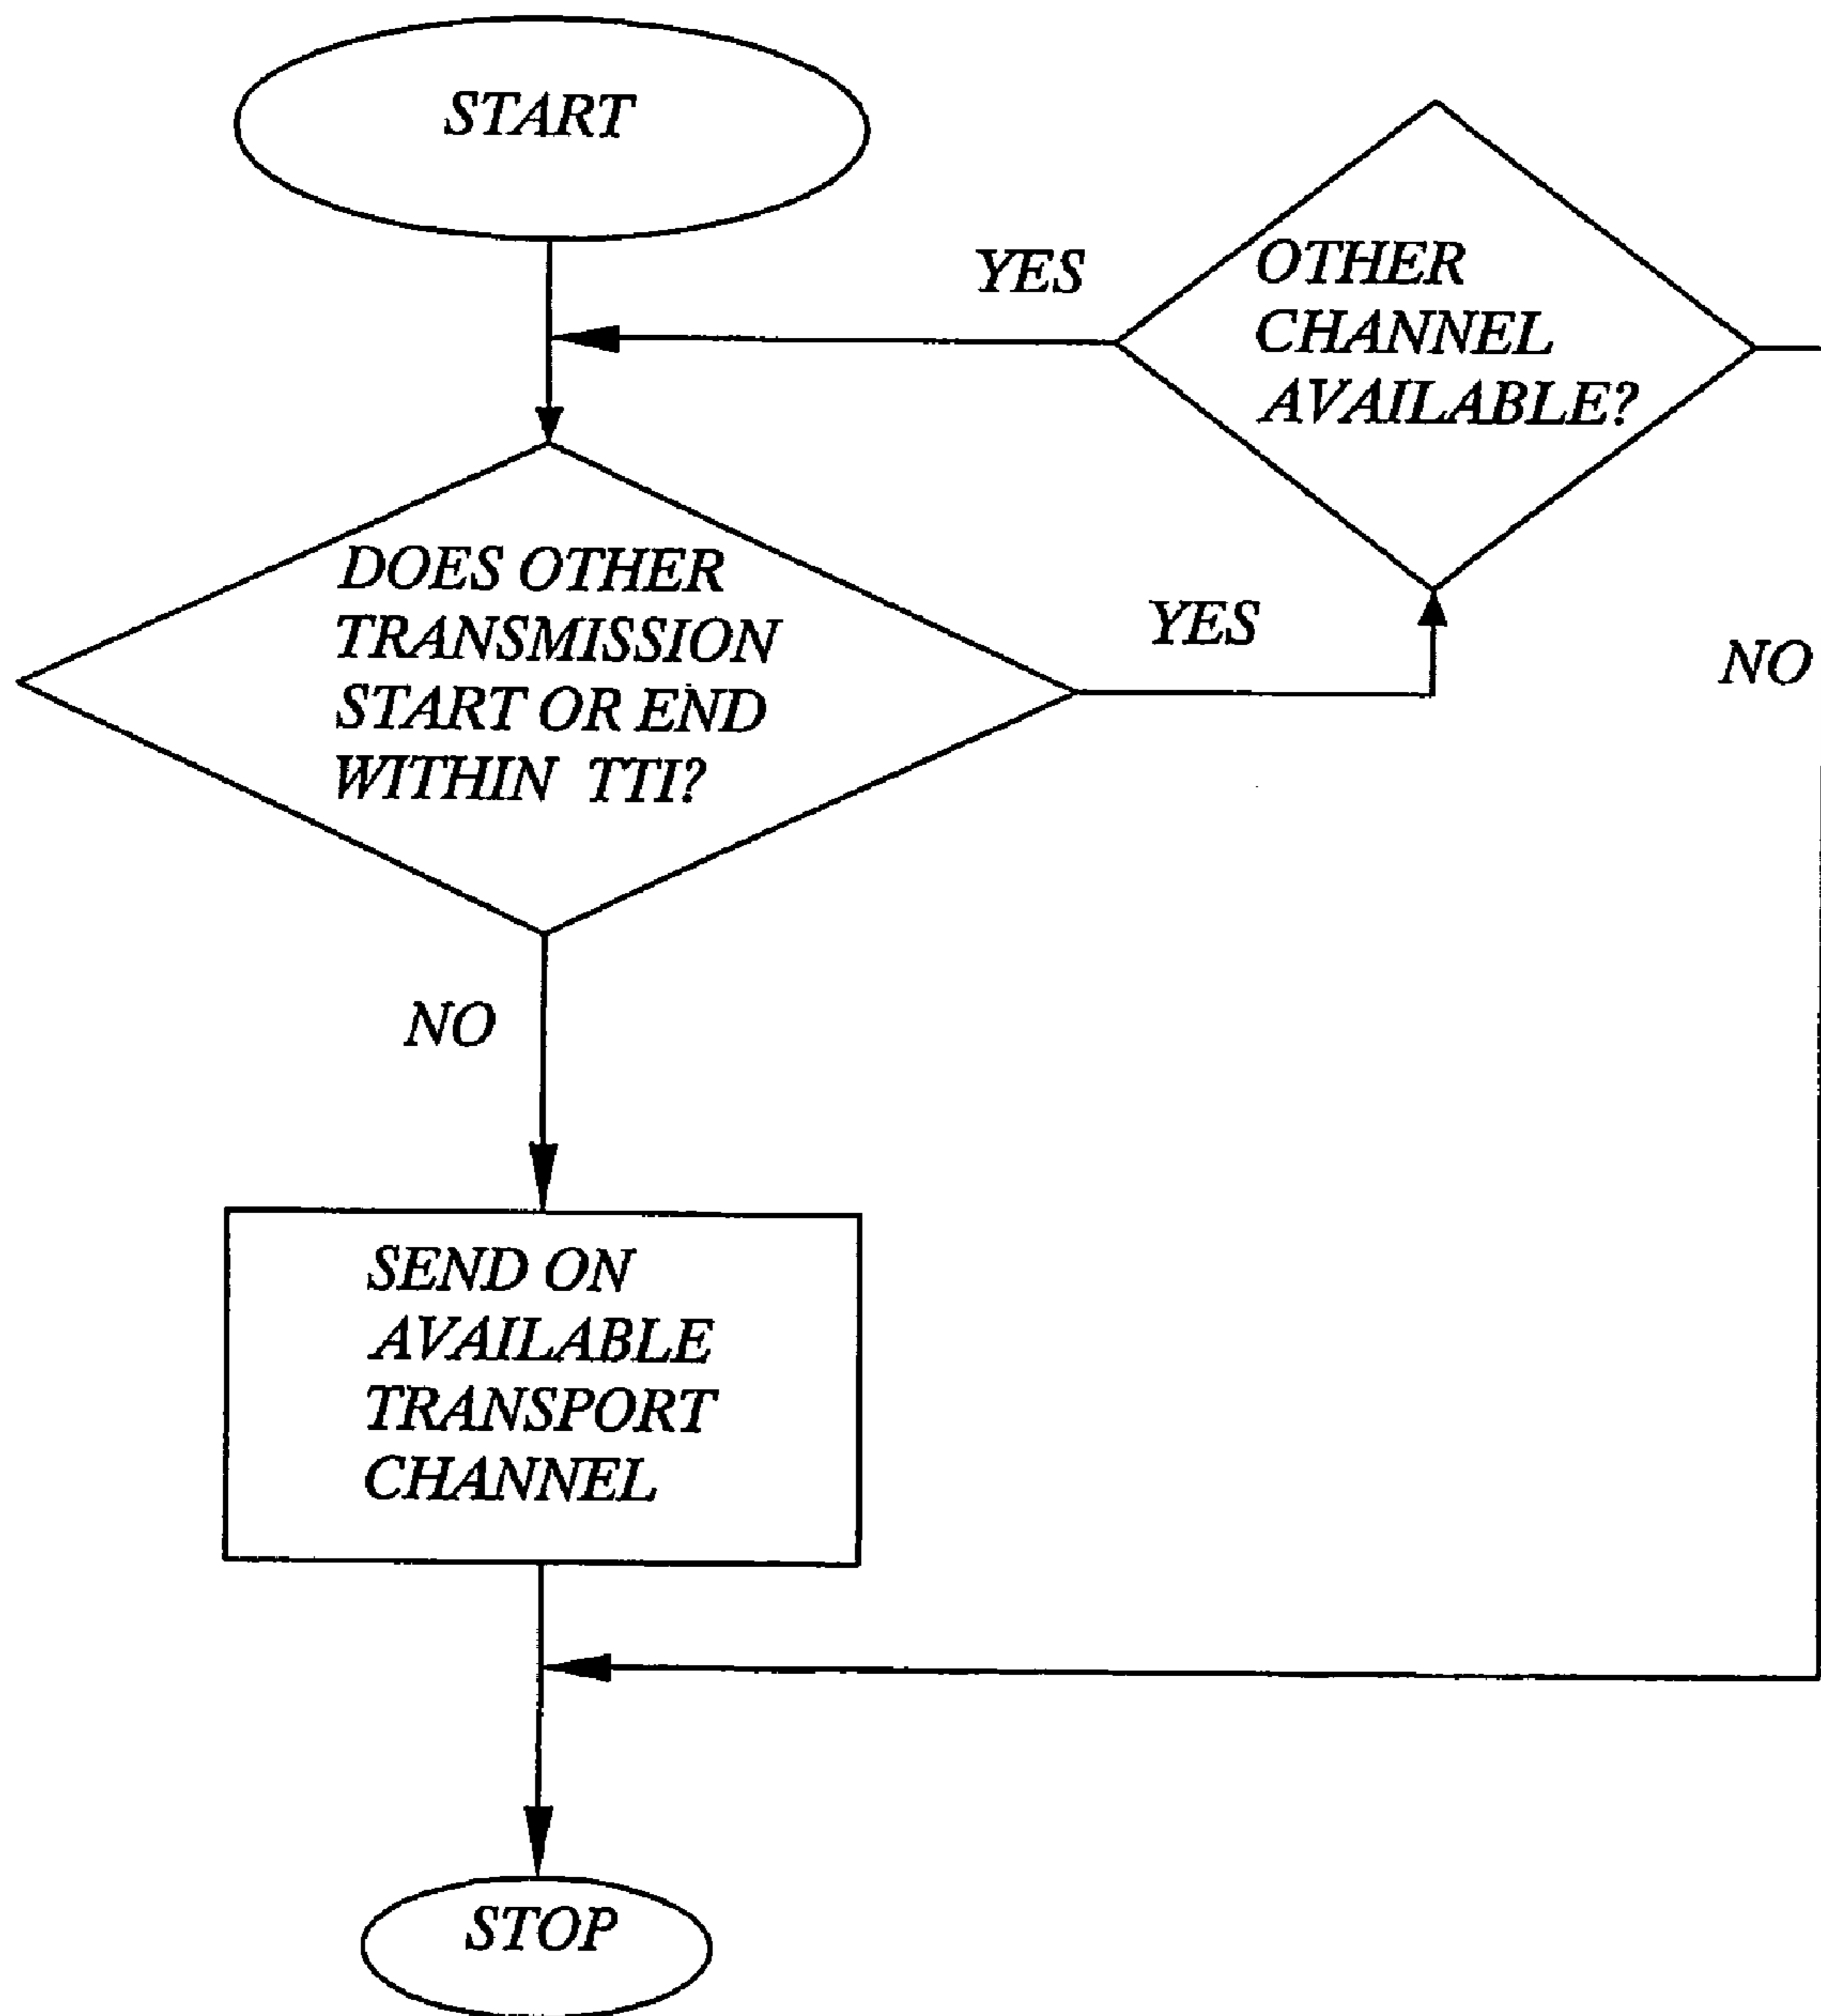 START
YES
OTHER
CHANNEL
AVAILABLE?
DOES OTHER
TRANSMISSION
START OR END
WITHIN TTI?
YES
NO
NO
SEND ON
AVAILABLE
TRANSPORT
CHANNEL
STOP